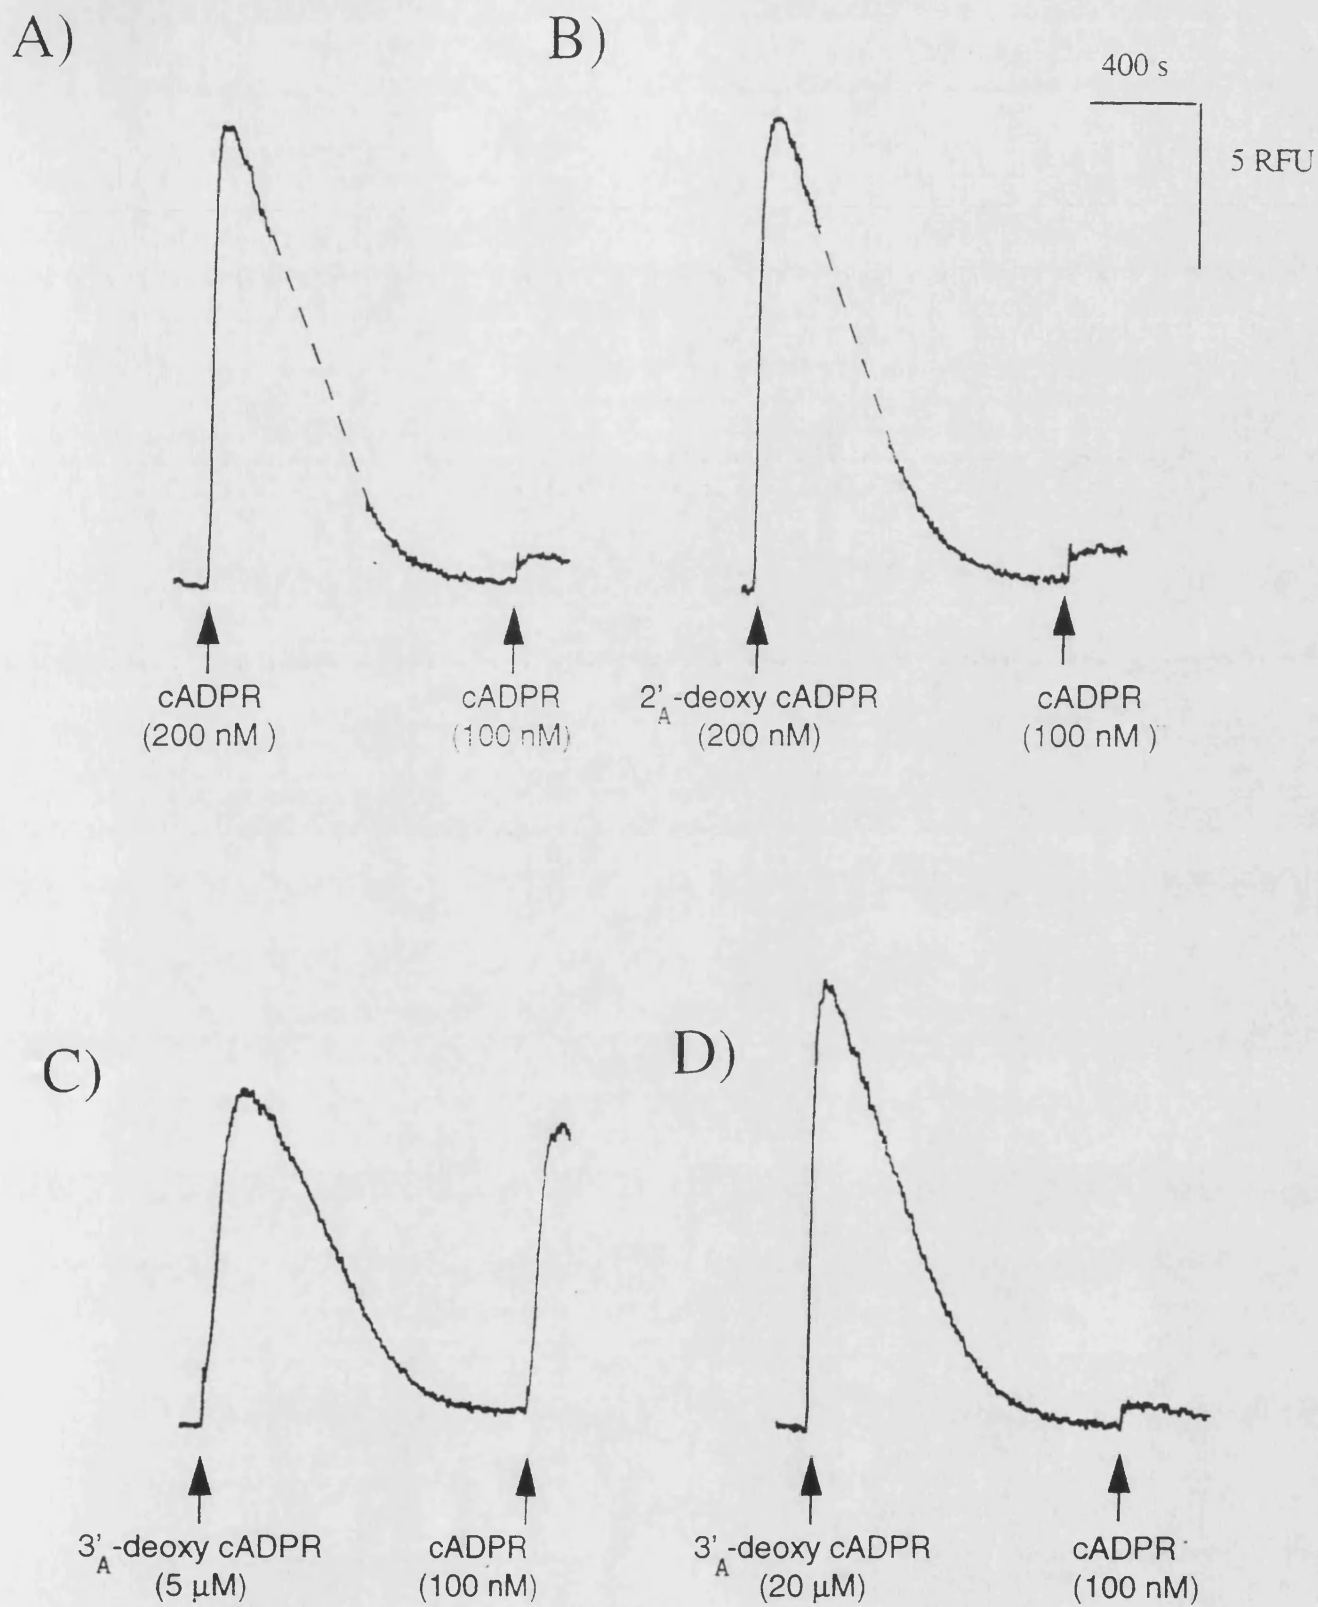 A)
B)
400 s
5 RFU
cADPR
(200 nM )
cADPR
(100 nM)
2'A-deoxy cADPR
(200 nM)
cADPR
(100 nM )
C)
D)
3'A-deoxy cADPR
(5 µM)
cADPR
(100 nM)
3'A-deoxy cADPR
(20 µM)
cADPR
(100 nM)